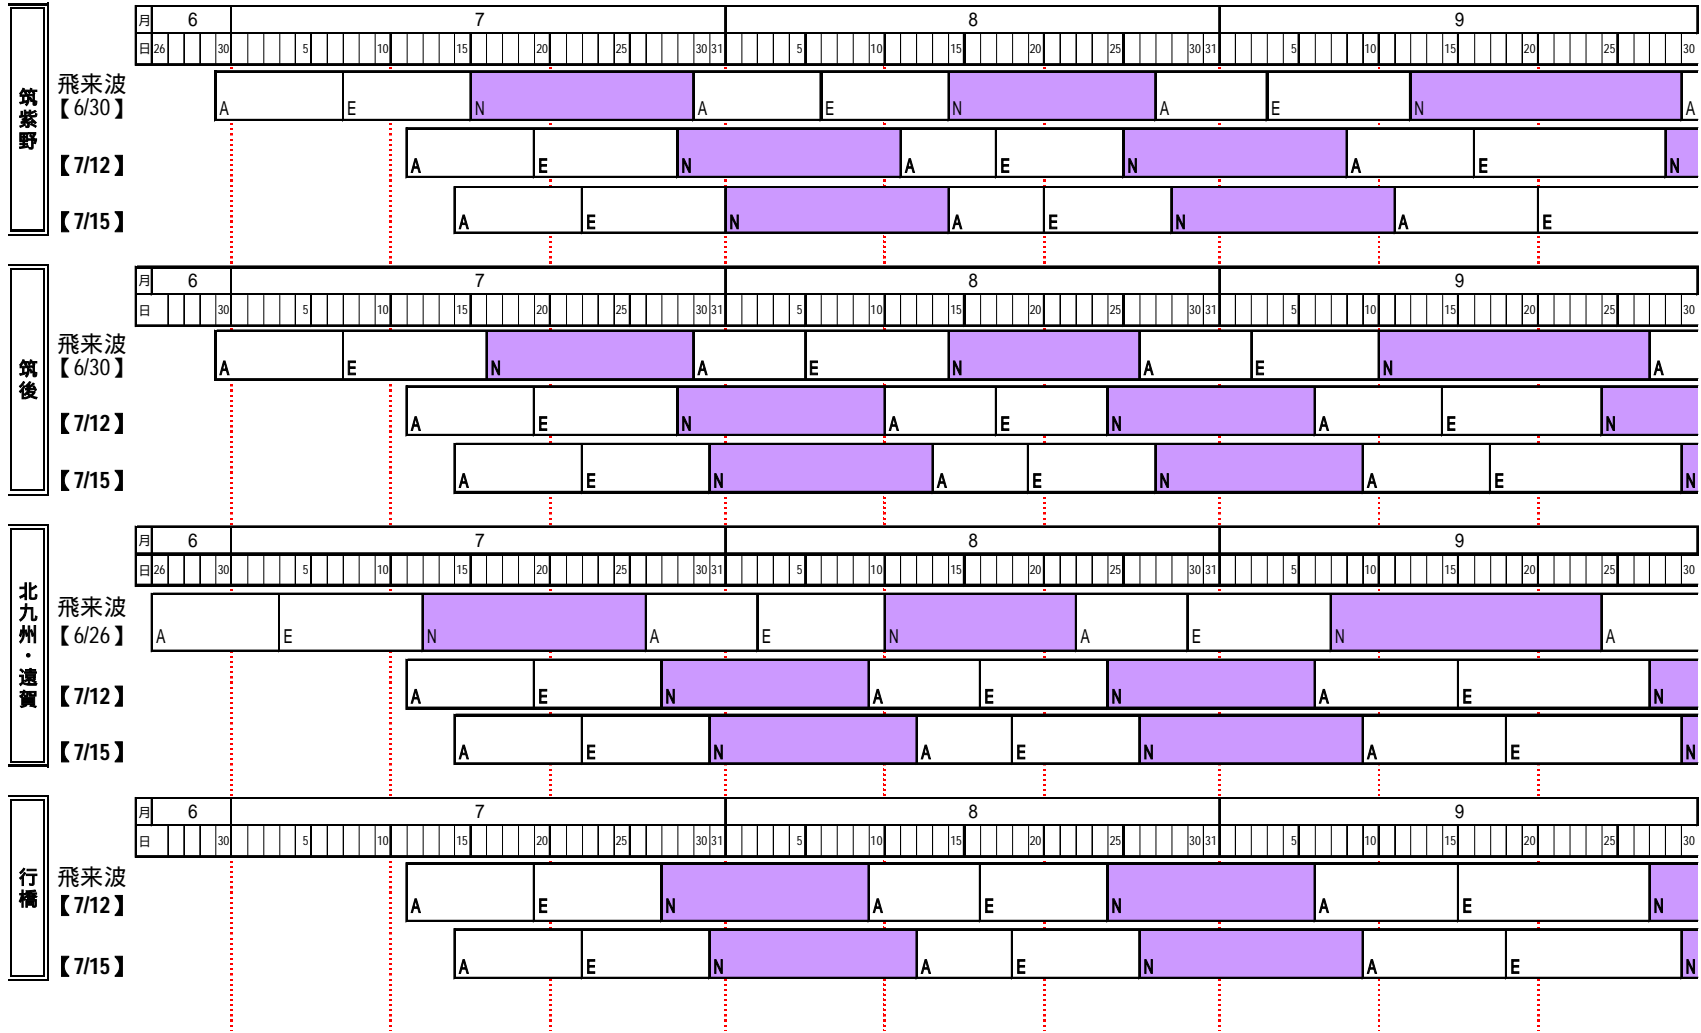 筑紫野
月 6 7 8 9
日 26 30 5 10 15 20 25 30 31 5 10 15 20 25 30 31 5 10 15 20 25 30
飛来波
【 6/30 】 A E N A E N A E N A
【 7/12 】 A E N A E N A E N
【 7/15 】 A E N A E N A E
筑後
月 6 7 8 9
日 30 5 10 15 20 25 30 31 5 10 15 20 25 30 31 5 10 15 20 25 30
飛来波
【 6/30 】 A E N A E N A E N A
【 7/12 】 A E N A E N A E N
【 7/15 】 A E N A E N A E N
北九州・遠賀
月 6 7 8 9
日 26 30 5 10 15 20 25 30 31 5 10 15 20 25 30 31 5 10 15 20 25 30
飛来波
【 6/26 】 A E N A E N A E N A
【 7/12 】 A E N A E N A E N
【 7/15 】 A E N A E N A E N
行橋
月 6 7 8 9
日 30 5 10 15 20 25 30 31 5 10 15 20 25 30 31 5 10 15 20 25 30
飛来波
【 7/12 】 A E N A E N A E N
【 7/15 】 A E N A E N A E N